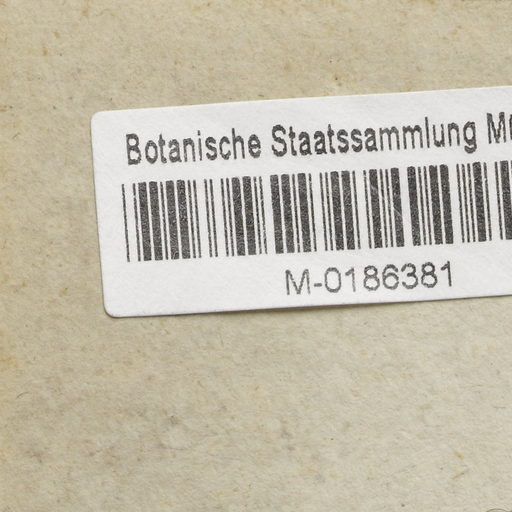 Botanische Staatssammlung
M-0186381